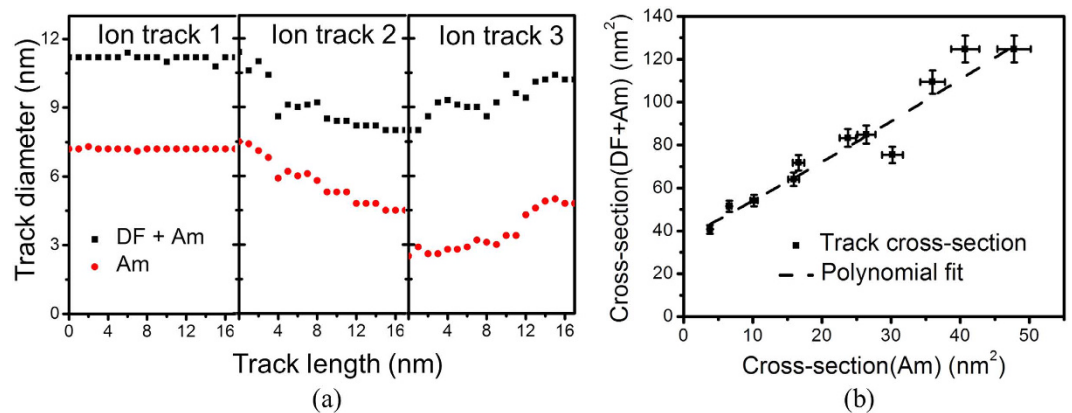 Ion track 1
Ion track 2
Ion track 3
Track diameter (nm)
12
9
6
3
0
DF + Am
Am
0 4 8 12 16
0 4 8 12 16
0 4 8 12 16
Track length (nm)
(a)
(b)
Cross-section(DF+Am) (nm²)
140
120
100
80
60
40
20
0
Track cross-section
Polynomial fit
0 10 20 30 40 50
Cross-section(Am) (nm²)
(b)